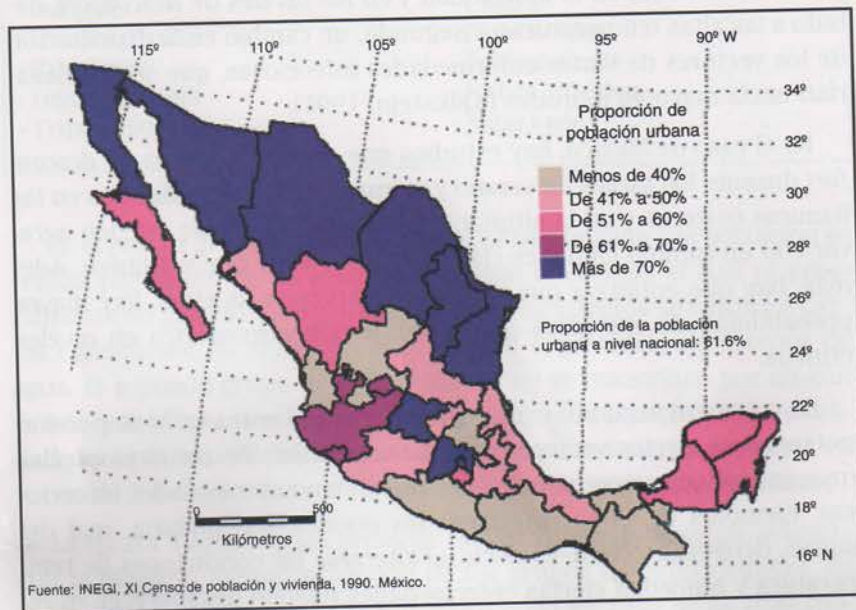 115º
110º
105º
100º
95º
90º W
34º
32º
30º
28º
26º
24º
22º
20º
18º
16º N
Proporción de
población urbana
Menos de 40%
De 41% a 50%
De 51% a 60%
De 61% a 70%
Más de 70%
Proporción de la población
urbana a nivel nacional: 61.6%
0 500
Kilómetros
Fuente: INEGI, XI,Censo de población y vivienda, 1990. México.